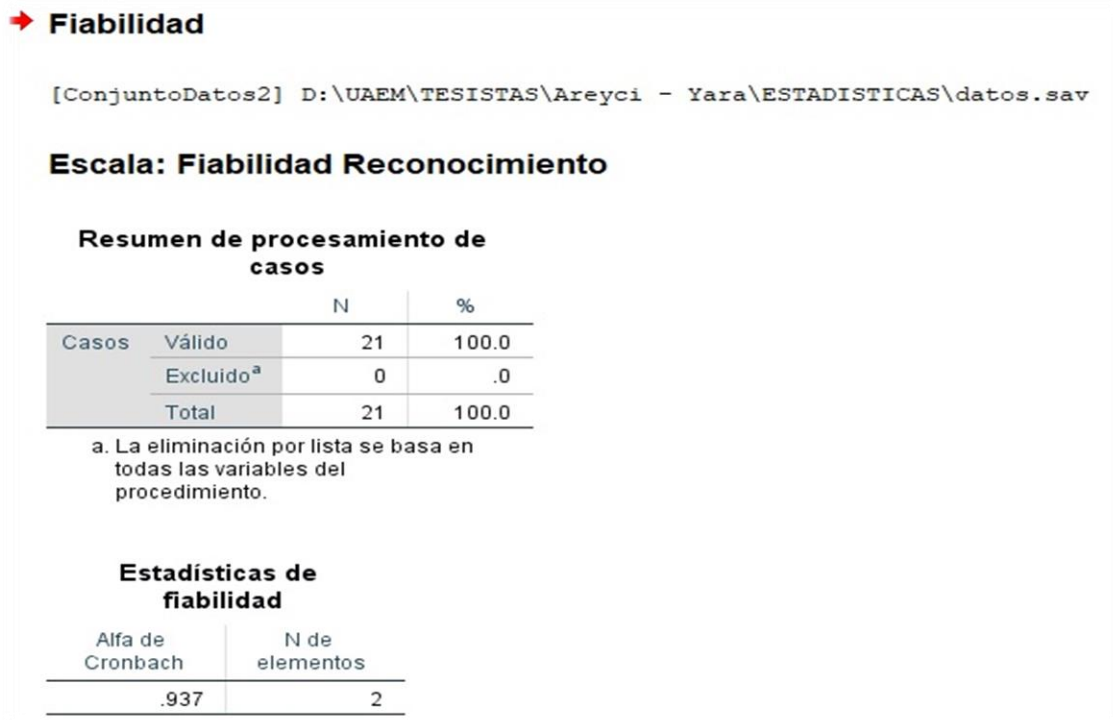 Fiabilidad
[ConjuntoDatos2] D:\UAEM\TESISTAS\Areyci - Yara\ESTADISTICAS\datos.sav
Escala: Fiabilidad Reconocimiento
Resumen de procesamiento de
casos
N %
Casos Válido 21 100.0
Excluidoª 0 .0
Total 21 100.0
a. La eliminación por lista se basa en
todas las variables del
procedimiento.
Estadísticas de
fiabilidad
Alfa de N de
Cronbach elementos
.937 2